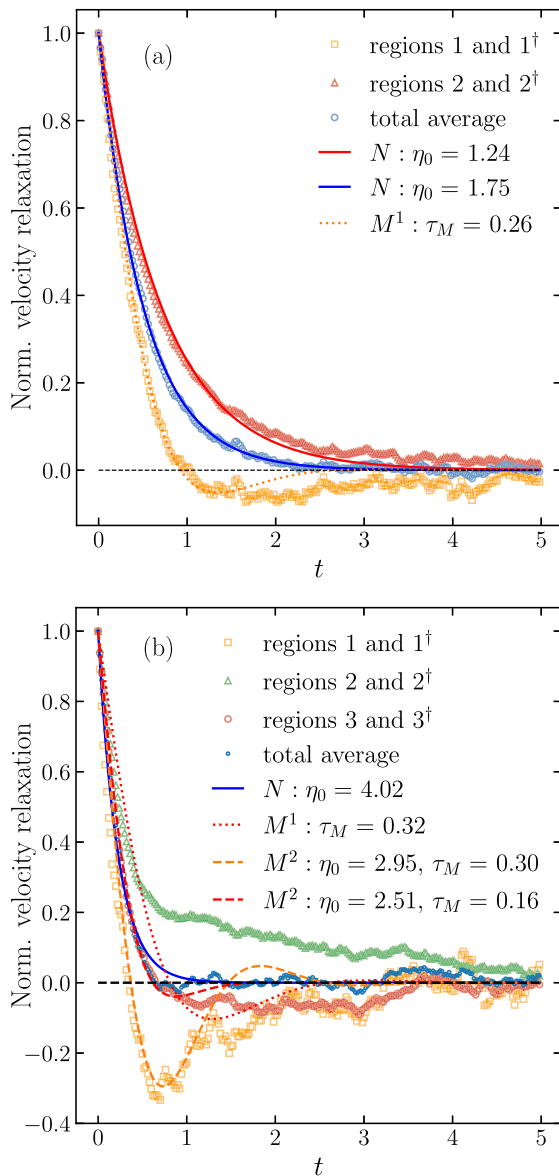 (a)
regions 1 and 1†
regions 2 and 2†
total average
N : η₀ = 1.24
N : η₀ = 1.75
M¹ : τ_M = 0.26
Norm. velocity relaxation
1.0
0.8
0.6
0.4
0.2
0.0
0 1 2 3 4 5
t
(b)
regions 1 and 1†
regions 2 and 2†
regions 3 and 3†
total average
N : η₀ = 4.02
M¹ : τ_M = 0.32
M² : η₀ = 2.95, τ_M = 0.30
M² : η₀ = 2.51, τ_M = 0.16
Norm. velocity relaxation
1.0
0.8
0.6
0.4
0.2
0.0
−0.2
−0.4
0 1 2 3 4 5
t